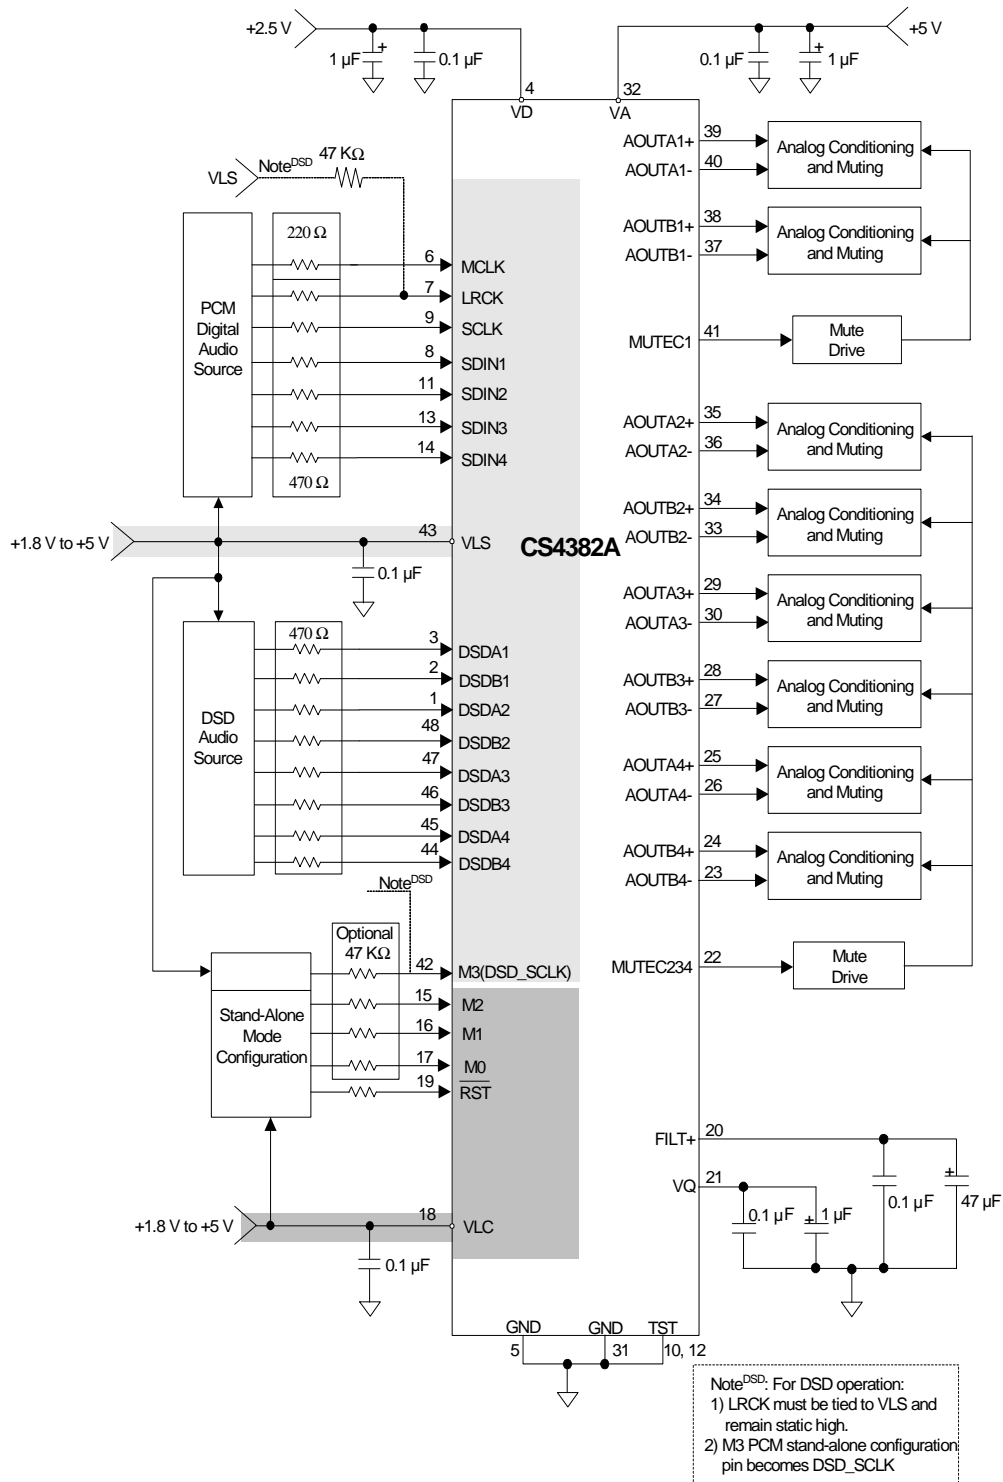 +2.5 V
1 µF
+
0.1 µF
+5 V
0.1 µF
+
1 µF
4
32
VD
VA
VLS
Note^DSD
47 KΩ
220 Ω
PCM
Digital
Audio
Source
470 Ω
6
MCLK
7
LRCK
9
SCLK
8
SDIN1
11
SDIN2
13
SDIN3
14
SDIN4
+1.8 V to +5 V
43
VLS
0.1 µF
CS4382A
DSD
Audio
Source
470 Ω
3
DSDA1
2
DSDB1
1
DSDA2
48
DSDB2
47
DSDA3
46
DSDB3
45
DSDA4
44
DSDB4
Note^DSD
Optional
47 KΩ
Stand-Alone
Mode
Configuration
42
M3(DSD_SCLK)
15
M2
16
M1
17
M0
19
RST
+1.8 V to +5 V
18
VLC
0.1 µF
AOUTA1+
39
AOUTA1-
40
Analog Conditioning
and Muting
AOUTB1+
38
AOUTB1-
37
Analog Conditioning
and Muting
MUTEC1
41
Mute
Drive
AOUTA2+
35
AOUTA2-
36
Analog Conditioning
and Muting
AOUTB2+
34
AOUTB2-
33
Analog Conditioning
and Muting
AOUTA3+
29
AOUTA3-
30
Analog Conditioning
and Muting
AOUTB3+
28
AOUTB3-
27
Analog Conditioning
and Muting
AOUTA4+
25
AOUTA4-
26
Analog Conditioning
and Muting
AOUTB4+
24
AOUTB4-
23
Analog Conditioning
and Muting
MUTEC234
22
Mute
Drive
FILT+
20
VQ
21
0.1 µF
+
1 µF
0.1 µF
+
47 µF
GND
GND
TST
5
31
10, 12
Note^DSD: For DSD operation:
1) LRCK must be tied to VLS and
remain static high.
2) M3 PCM stand-alone configuration
pin becomes DSD_SCLK